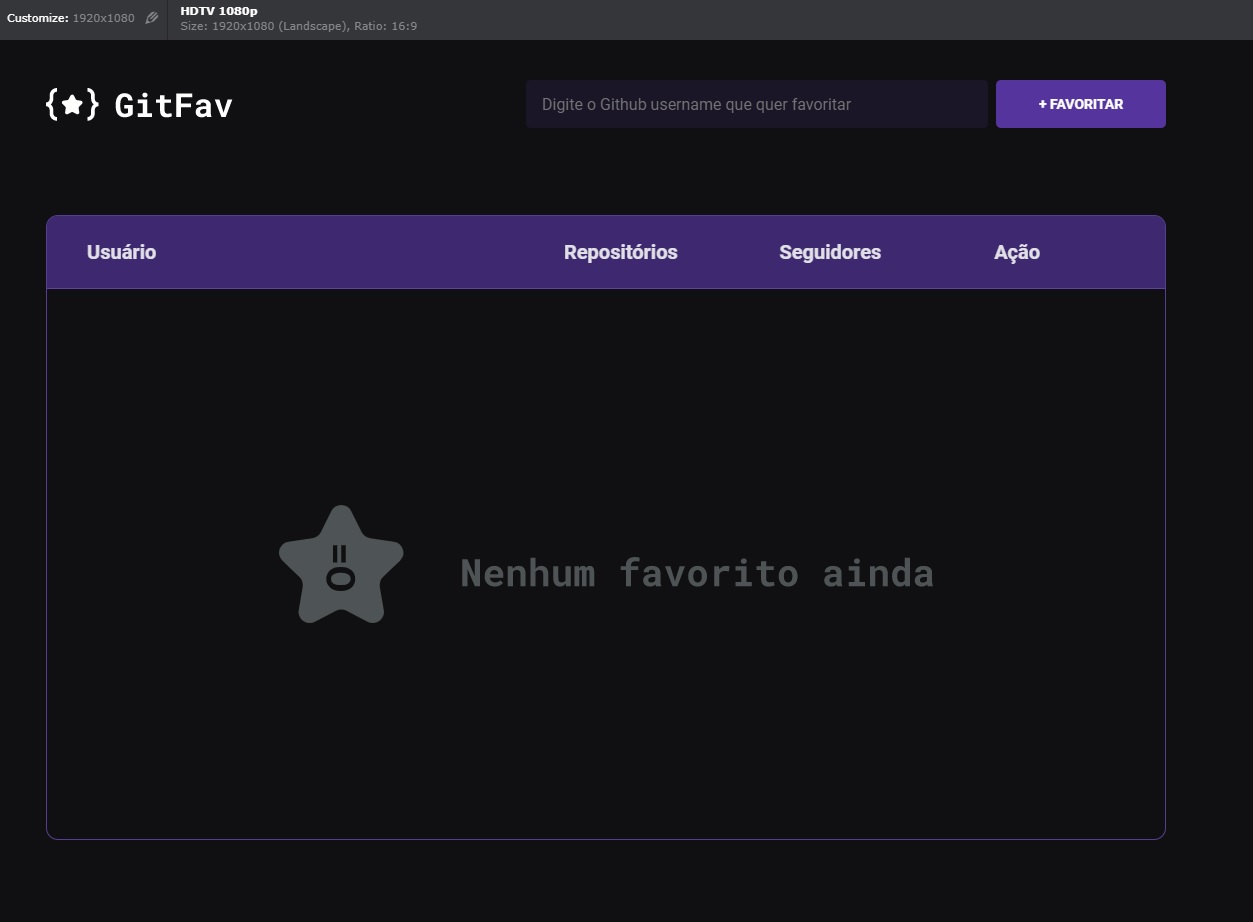 Customize: 1920x1080
HDTV 1080p
Size: 1920x1080 (Landscape), Ratio: 16:9
{★} GitFav
Digite o Github username que quer favoritar
+ FAVORITAR
Usuário Repositórios Seguidores Ação
Nenhum favorito ainda